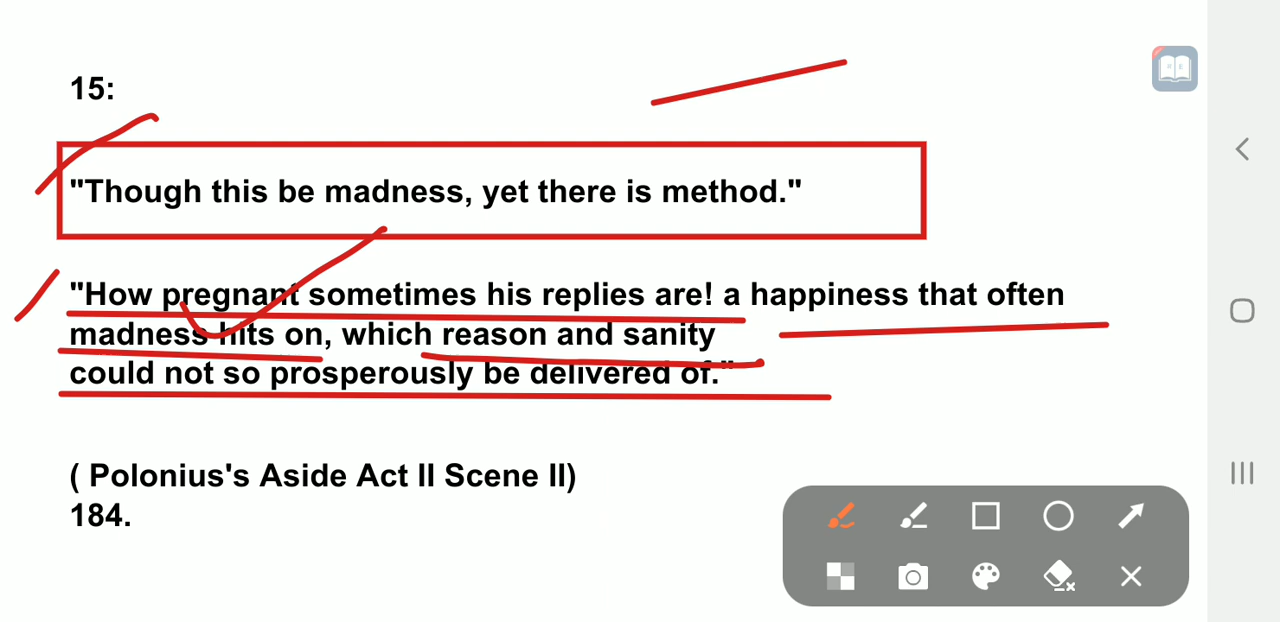 15:
"Though this be madness, yet there is method."
"How pregnant sometimes his replies are! a happiness that often
madness hits on, which reason and sanity
could not so prosperously be delivered of."
( Polonius's Aside Act II Scene II)
184.